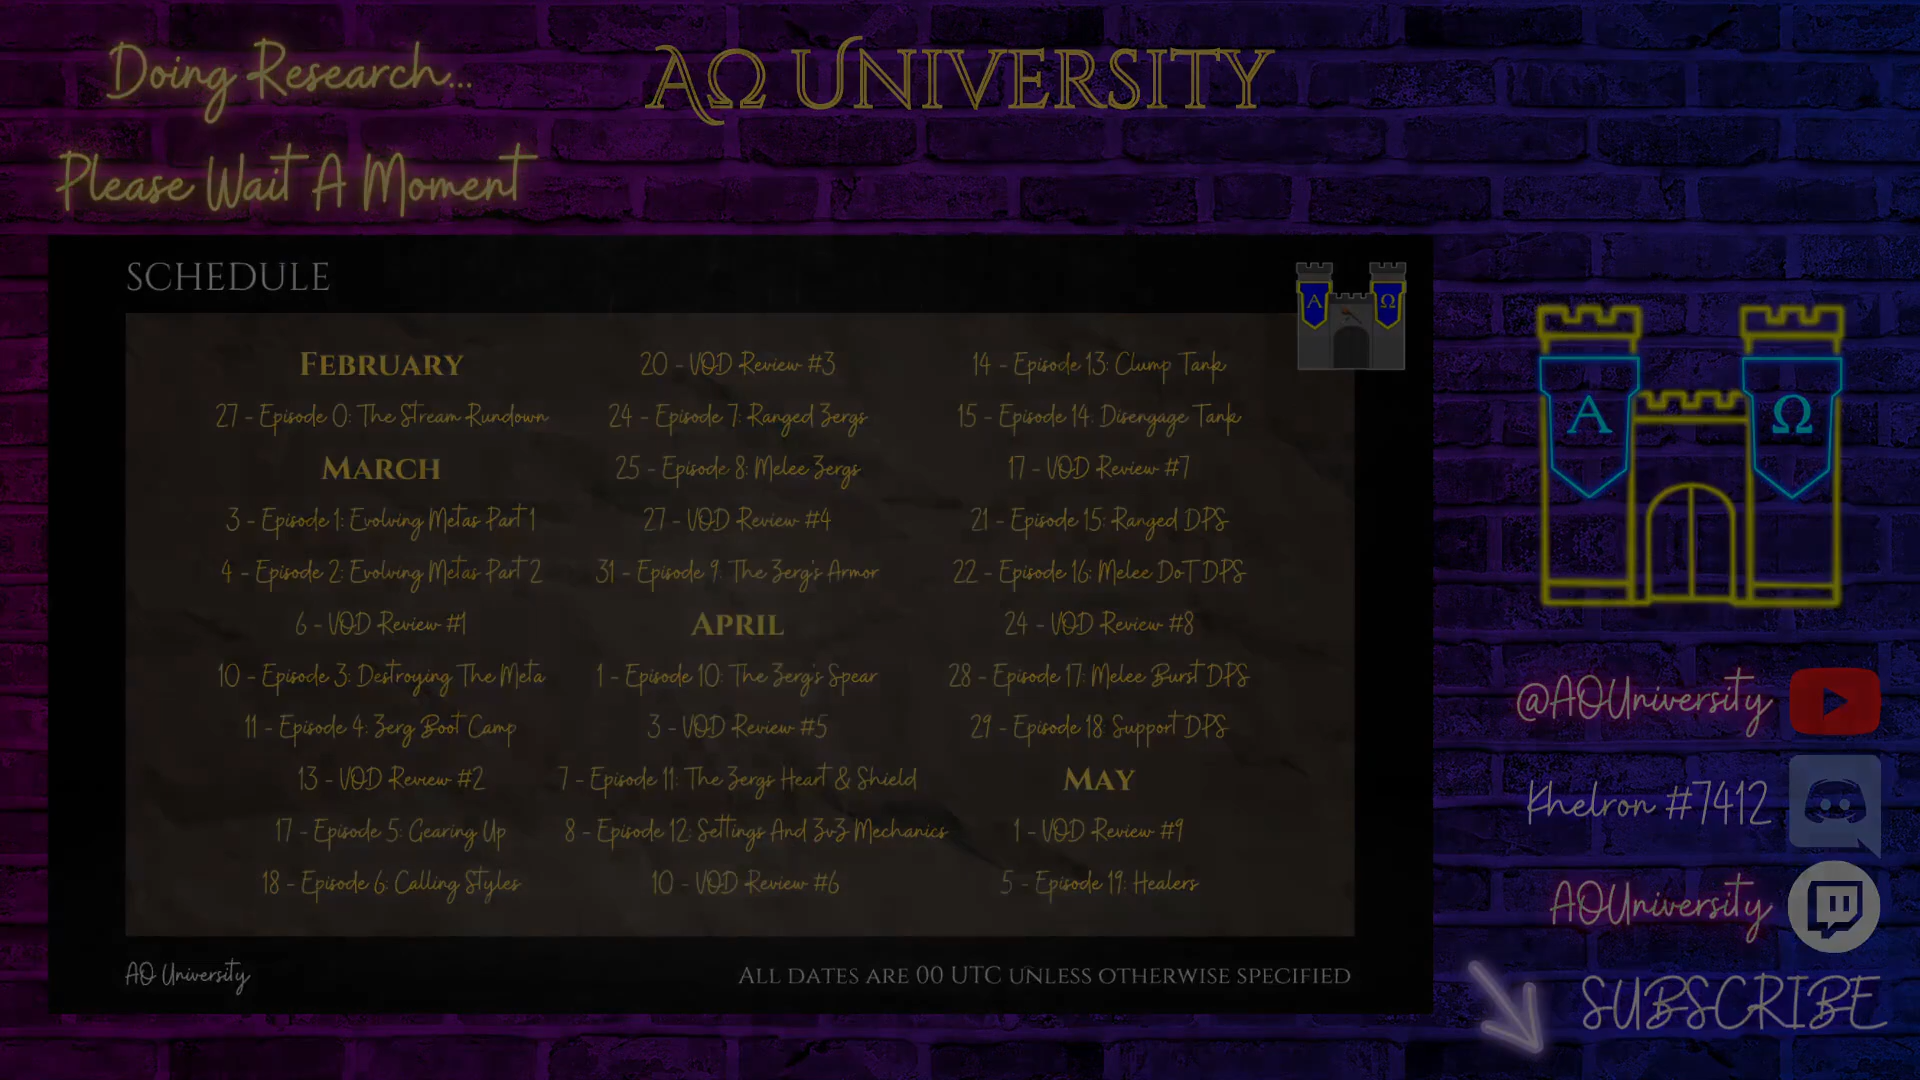 Doing Research...
Please Wait A Moment
AΩ University
SCHEDULE
February
27 - Episode 0: The Stream Rundown
March
3 - Episode 1: Evolving Metas Part 1
4 - Episode 2: Evolving Metas Part 2
6 - VOD Review #1
10 - Episode 3: Destroying The Meta
11 - Episode 4: Zerg Boot Camp
13 - VOD Review #2
17 - Episode 5: Gearing Up
18 - Episode 6: Calling Styles
20 - VOD Review #3
24 - Episode 7: Ranged Zergs
25 - Episode 8: Melee Zergs
27 - VOD Review #4
31 - Episode 9: The Zerg's Armor
April
1 - Episode 10: The Zerg's Spear
3 - VOD Review #5
7 - Episode 11: The Zergs Heart & Shield
8 - Episode 12: Settings And ZvZ Mechanics
10 - VOD Review #6
14 - Episode 13: Clump Tank
15 - Episode 14: Disengage Tank
17 - VOD Review #7
21 - Episode 15: Ranged DPS
22 - Episode 16: Melee DoT DPS
24 - VOD Review #8
28 - Episode 17: Melee Burst DPS
29 - Episode 18: Support DPS
May
1 - VOD Review #9
5 - Episode 19: Healers
AO University
All dates are 00 UTC unless otherwise specified
A Ω
A Ω
@AOUniversity
Khelron #7412
AOUniversity
SUBSCRIBE